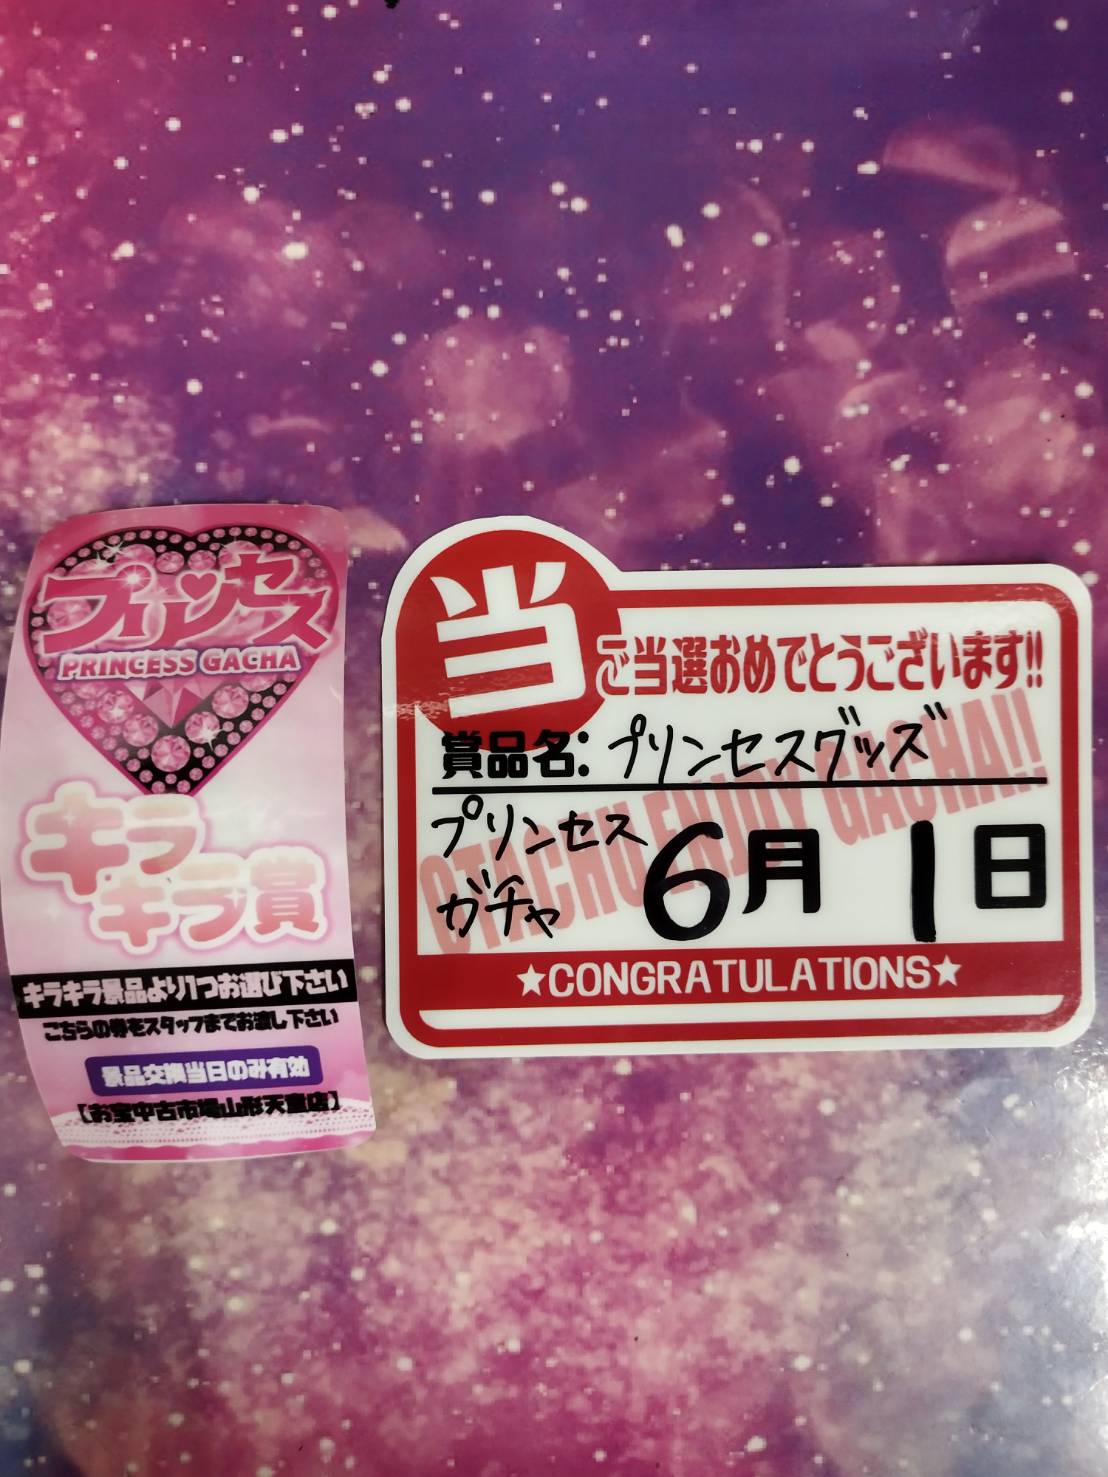 プリンセス
PRINCESS GACHA
キラ
キラ賞
キラキラ景品より1つお選び下さい
こちらの券をスタッフまでお渡し下さい
景品交換当日のみ有効
【お宝中古市場山形天童店】
当
ご当選おめでとうございます!!
賞品名:プリンセスグッズ
プリンセス
ガチャ
6月1日
OTACHU ENJOY GACHA!!
★CONGRATULATIONS★